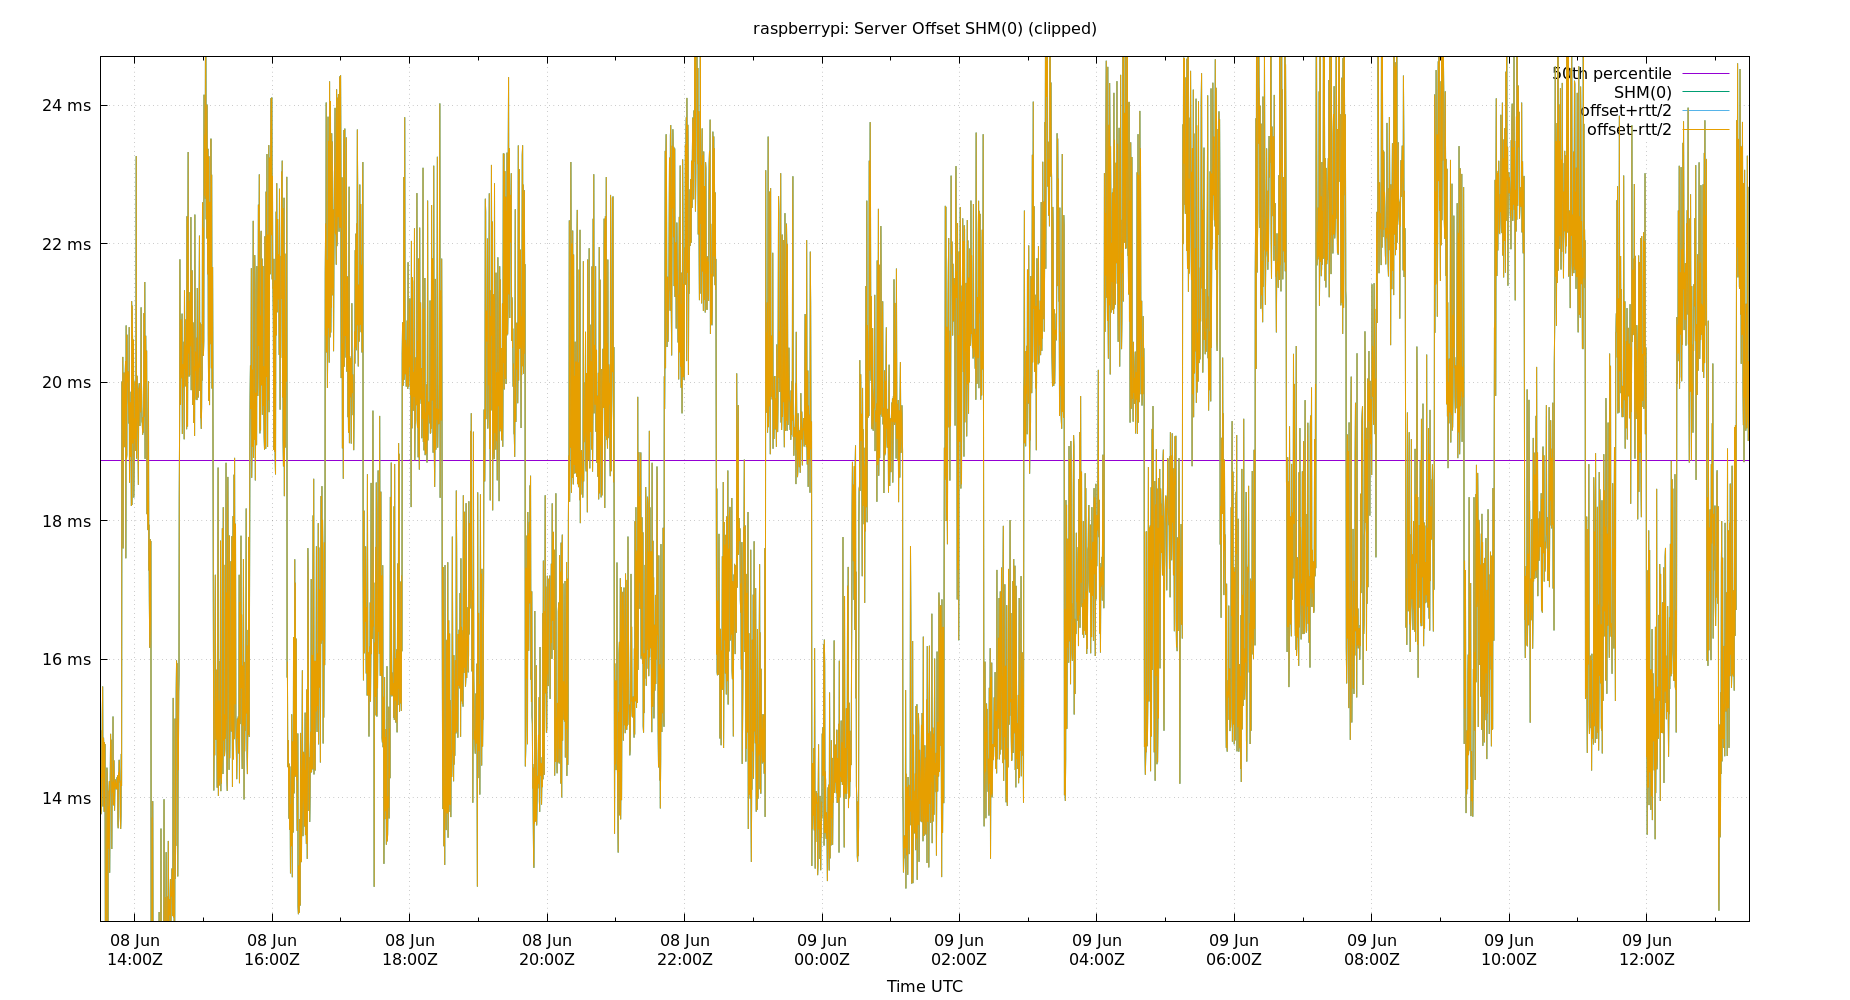 raspberrypi: Server Offset SHM(0) (clipped)
50th percentile
SHM(0)
offset+rtt/2
offset-rtt/2
24 ms
22 ms
20 ms
18 ms
16 ms
14 ms
08 Jun 08 Jun 08 Jun 08 Jun 08 Jun 09 Jun 09 Jun 09 Jun 09 Jun 09 Jun 09 Jun 09 Jun
14:00Z 16:00Z 18:00Z 20:00Z 22:00Z 00:00Z 02:00Z 04:00Z 06:00Z 08:00Z 10:00Z 12:00Z
Time UTC